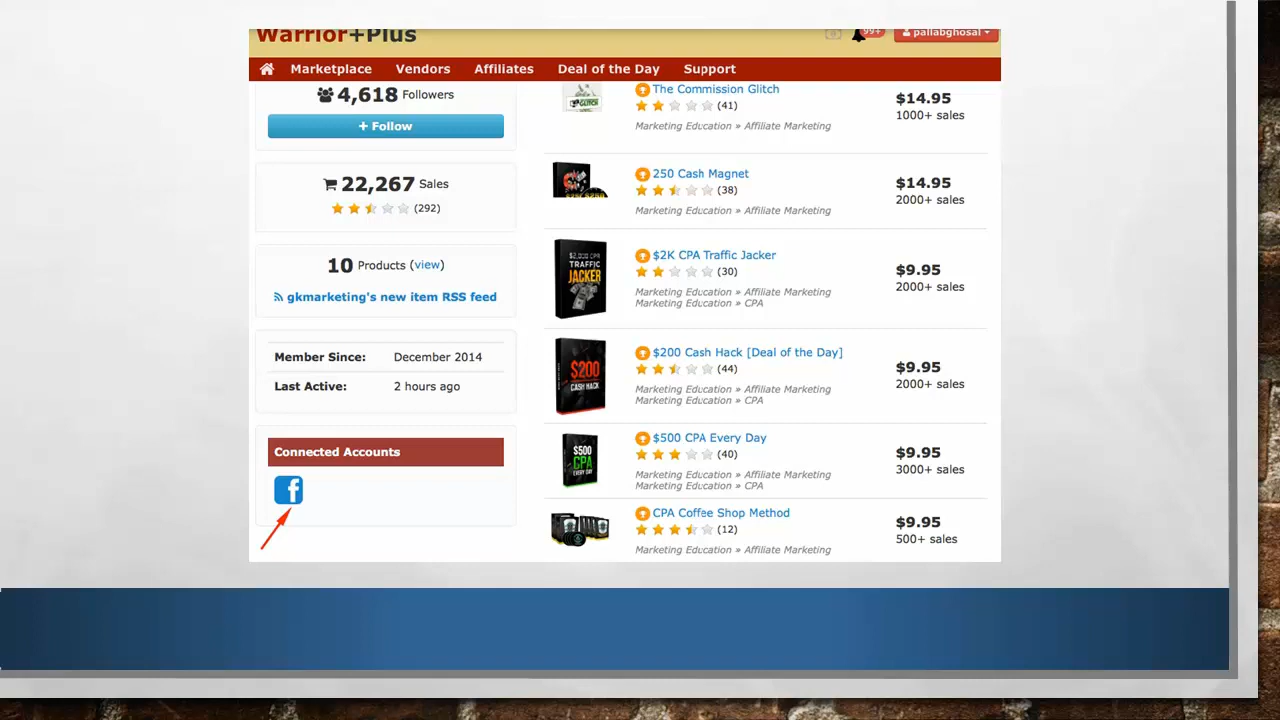 Warrior+Plus
99+
pallabghosal
Marketplace
Vendors
Affiliates
Deal of the Day
Support
4,618 Followers
+ Follow
22,267 Sales
(292)
10 Products (view)
gkmarketing's new item RSS feed
Member Since: December 2014
Last Active: 2 hours ago
Connected Accounts
f
The Commission Glitch
(41)
Marketing Education » Affiliate Marketing
$14.95
1000+ sales
GLITCH
250 Cash Magnet
(38)
Marketing Education » Affiliate Marketing
$14.95
2000+ sales
$2,000 CPA
TRAFFIC
JACKER
$2K CPA Traffic Jacker
(30)
Marketing Education » Affiliate Marketing
Marketing Education » CPA
$9.95
2000+ sales
$200
CASH HACK
$200 Cash Hack [Deal of the Day]
(44)
Marketing Education » Affiliate Marketing
Marketing Education » CPA
$9.95
2000+ sales
$500
CPA
EVERY DAY
$500 CPA Every Day
(40)
Marketing Education » Affiliate Marketing
Marketing Education » CPA
$9.95
3000+ sales
CPA Coffee Shop Method
(12)
Marketing Education » Affiliate Marketing
$9.95
500+ sales